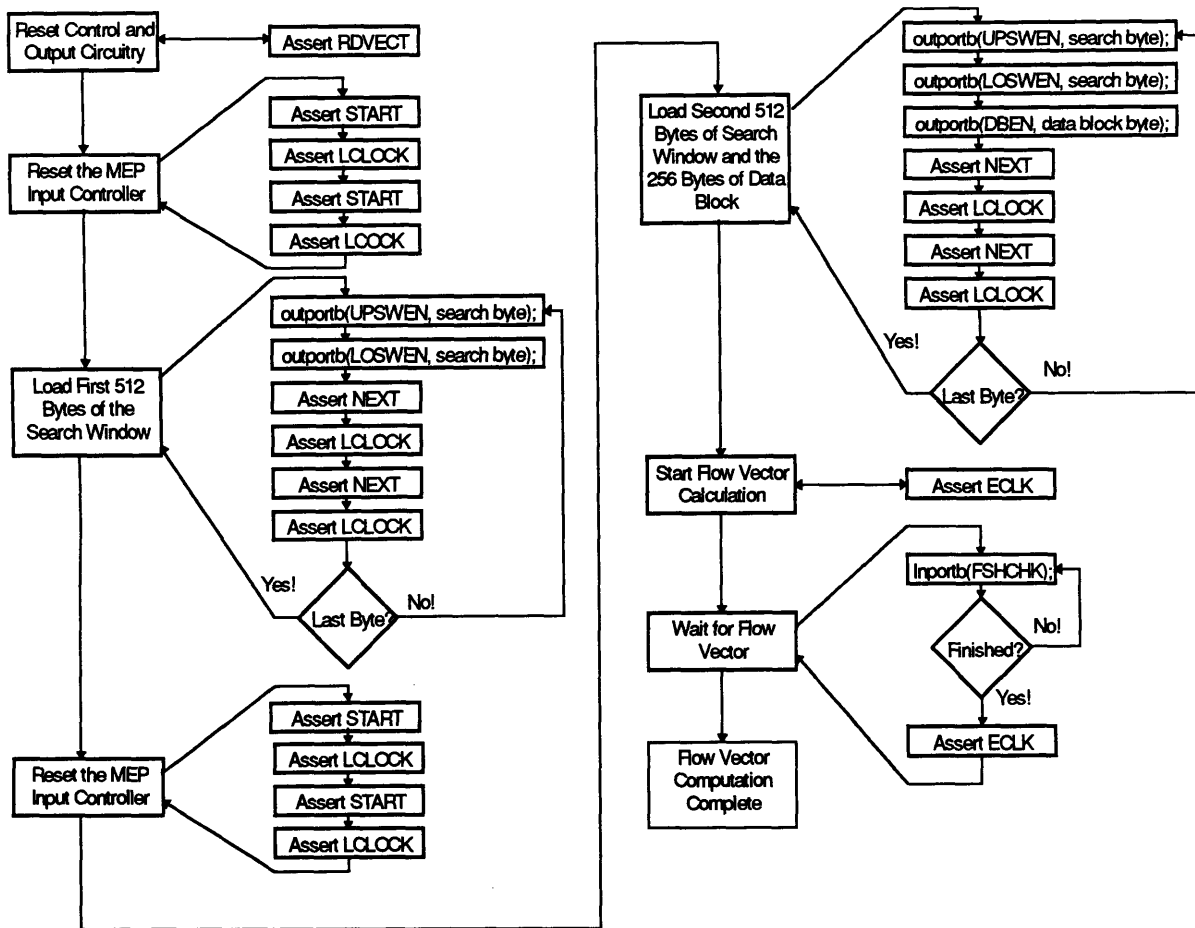 Reset Control and
Output Circuitry
Assert RDVECT
Reset the MEP
Input Controller
Assert START
Assert LCLOCK
Assert START
Assert LCOCK
Load First 512
Bytes of the
Search Window
outportb(UPSWEN, search byte);
outportb(LOSWEN, search byte);
Assert NEXT
Assert LCLOCK
Assert NEXT
Assert LCLOCK
Last Byte?
Yes!
No!
Reset the MEP
Input Controller
Assert START
Assert LCLOCK
Assert START
Assert LCLOCK
Load Second 512
Bytes of Search
Window and the
256 Bytes of Data
Block
outportb(UPSWEN, search byte);
outportb(LOSWEN, search byte);
outportb(DBEN, data block byte);
Assert NEXT
Assert LCLOCK
Assert NEXT
Assert LCLOCK
Last Byte?
Yes!
No!
Start Flow Vector
Calculation
Assert ECLK
Wait for Flow
Vector
Inportb(FSHCHK);
Finished?
No!
Yes!
Assert ECLK
Flow Vector
Computation
Complete